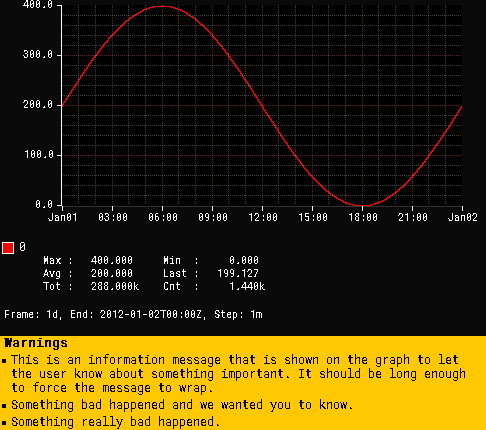 400.0
300.0
200.0
100.0
0.0
Jan01 03:00 06:00 09:00 12:00 15:00 18:00 21:00 Jan02
0
Max : 400.000 Min : 0.000
Avg : 200.000 Last : 199.127
Tot : 288.000k Cnt : 1.440k
Frame: 1d, End: 2012-01-02T00:00Z, Step: 1m
Warnings
▪ This is an information message that is shown on the graph to let
the user know about something important. It should be long enough
to force the message to wrap.
▪ Something bad happened and we wanted you to know.
▪ Something really bad happened.